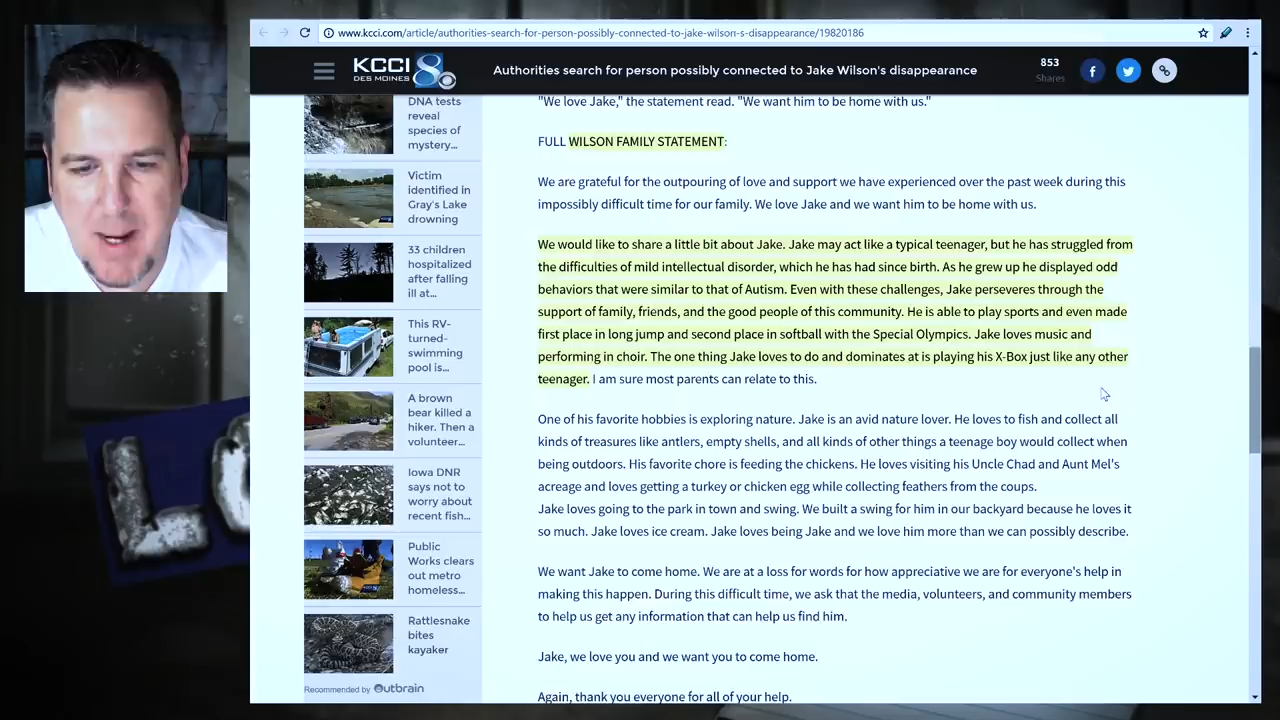 www.kcci.com/article/authorities-search-for-person-possibly-connected-to-jake-wilson-s-disappearance/19820186
KCCI 8
DES MOINES
Authorities search for person possibly connected to Jake Wilson's disappearance
853
Shares
DNA tests
reveal
species of
mystery...
Victim
identified in
Gray's Lake
drowning
33 children
hospitalized
after falling
ill at...
This RV-
turned-
swimming
pool is...
A brown
bear killed a
hiker. Then a
volunteer...
Iowa DNR
says not to
worry about
recent fish...
Public
Works clears
out metro
homeless...
Rattlesnake
bites
kayaker
Recommended by Outbrain
"We love Jake," the statement read. "We want him to be home with us."
FULL WILSON FAMILY STATEMENT:
We are grateful for the outpouring of love and support we have experienced over the past week during this
impossibly difficult time for our family. We love Jake and we want him to be home with us.
We would like to share a little bit about Jake. Jake may act like a typical teenager, but he has struggled from
the difficulties of mild intellectual disorder, which he has had since birth. As he grew up he displayed odd
behaviors that were similar to that of Autism. Even with these challenges, Jake perseveres through the
support of family, friends, and the good people of this community. He is able to play sports and even made
first place in long jump and second place in softball with the Special Olympics. Jake loves music and
performing in choir. The one thing Jake loves to do and dominates at is playing his X-Box just like any other
teenager. I am sure most parents can relate to this.
One of his favorite hobbies is exploring nature. Jake is an avid nature lover. He loves to fish and collect all
kinds of treasures like antlers, empty shells, and all kinds of other things a teenage boy would collect when
being outdoors. His favorite chore is feeding the chickens. He loves visiting his Uncle Chad and Aunt Mel's
acreage and loves getting a turkey or chicken egg while collecting feathers from the coups.
Jake loves going to the park in town and swing. We built a swing for him in our backyard because he loves it
so much. Jake loves ice cream. Jake loves being Jake and we love him more than we can possibly describe.
We want Jake to come home. We are at a loss for words for how appreciative we are for everyone's help in
making this happen. During this difficult time, we ask that the media, volunteers, and community members
to help us get any information that can help us find him.
Jake, we love you and we want you to come home.
Again, thank you everyone for all of your help.